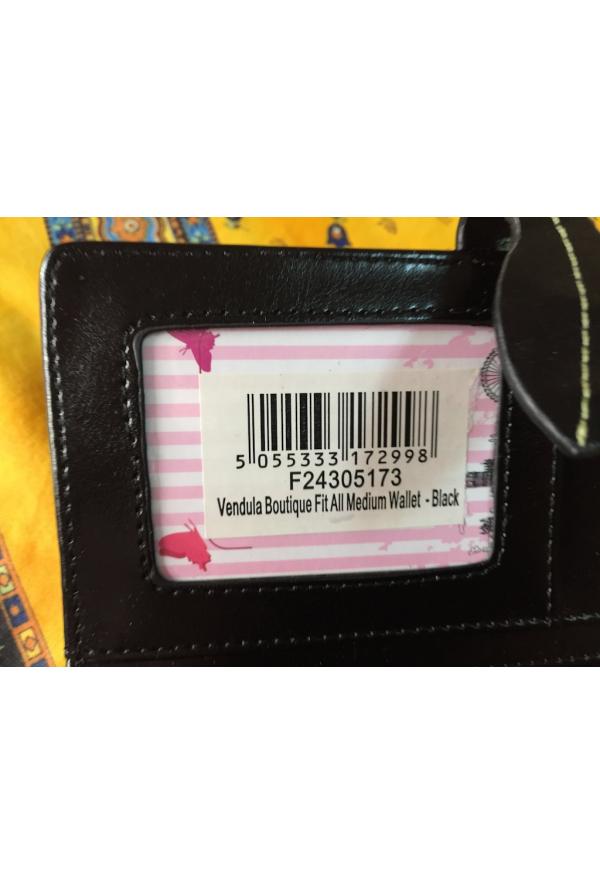 5 055333 172998
F24305173
Vendula Boutique Fit All Medium Wallet - Black